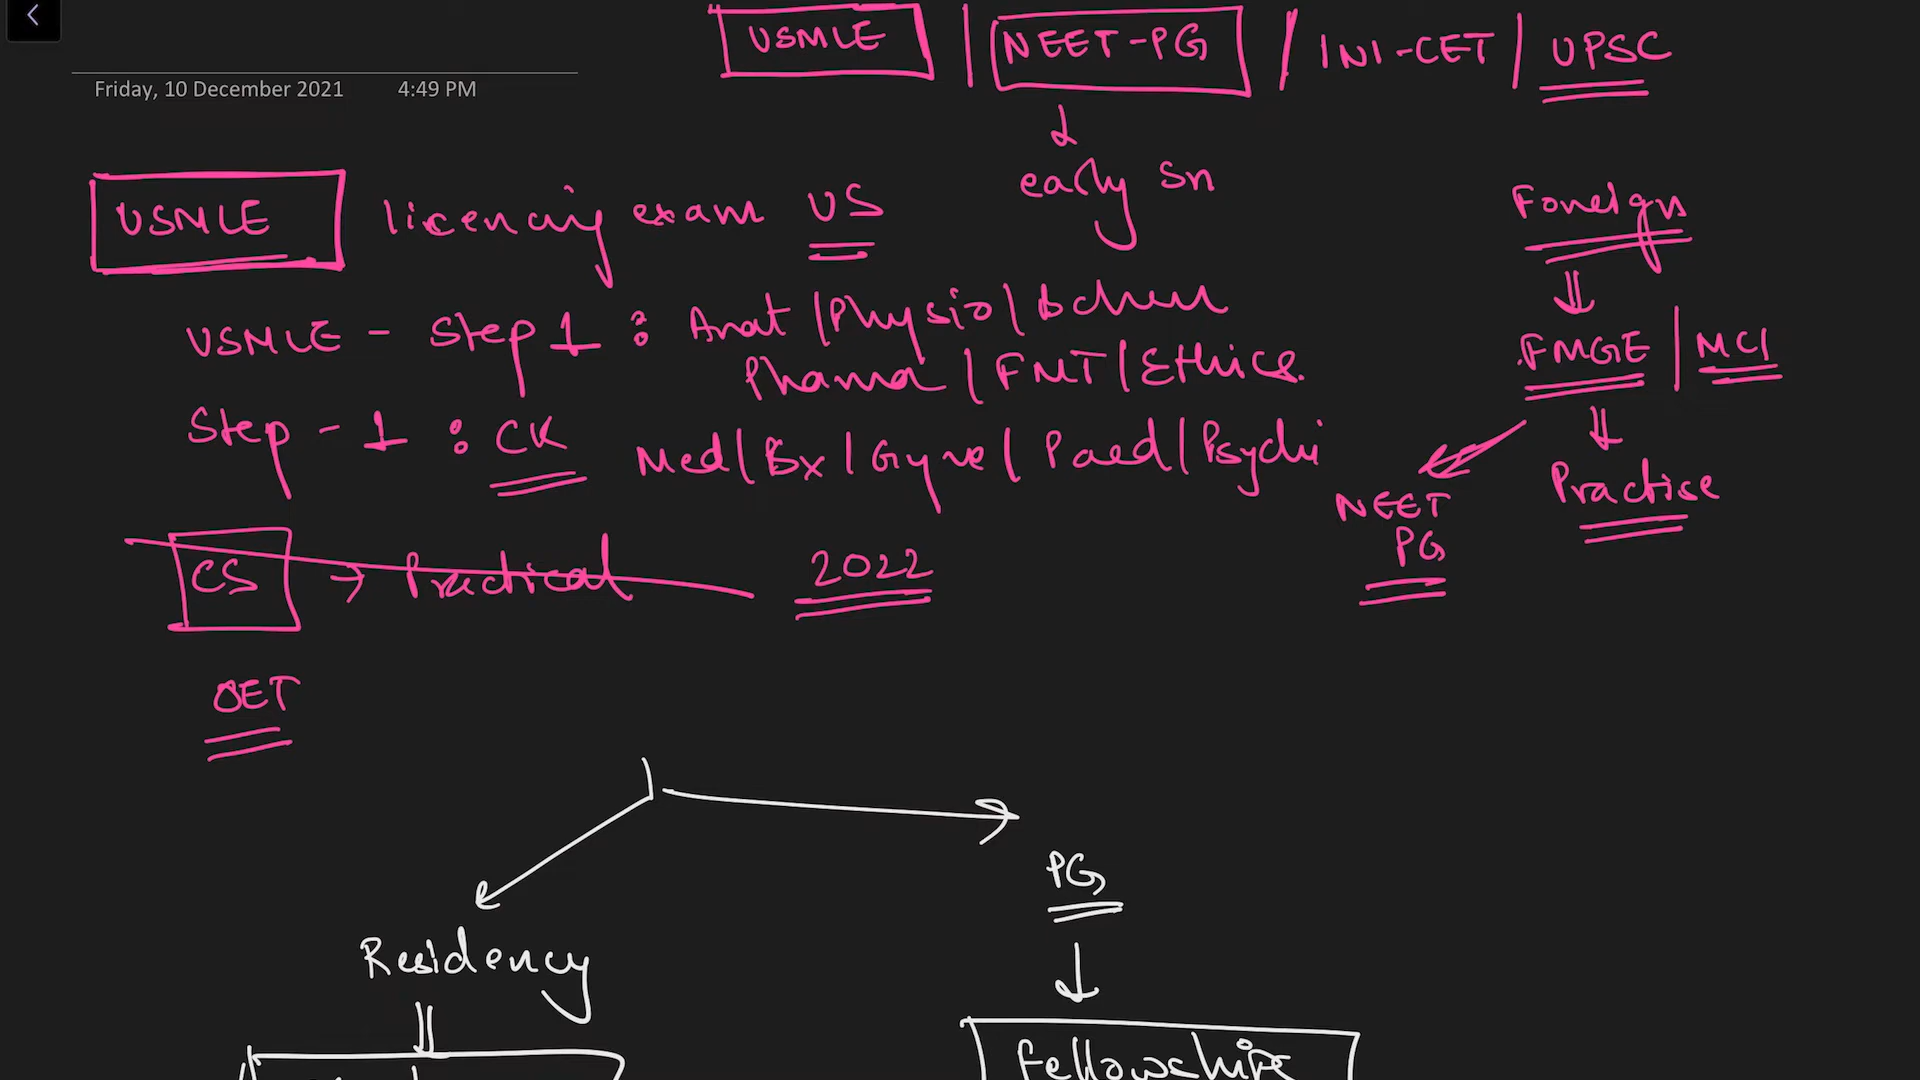 USMLE | NEET-PG / INI-CET | UPSC
Friday, 10 December 2021 4:49 PM
early Sn
USMLE licencing exam US
Foreign
USMLE - Step 1 : Anat / Physio / Bchem
Pharma / FMT / Ethics.
FMGE | MCI
Step - 1 : CK Med / Sx / Gyne / Paed / Psychi
NEET
PG
Practise
CS → Practical 2022
OET
PG
Residency
Fellowship